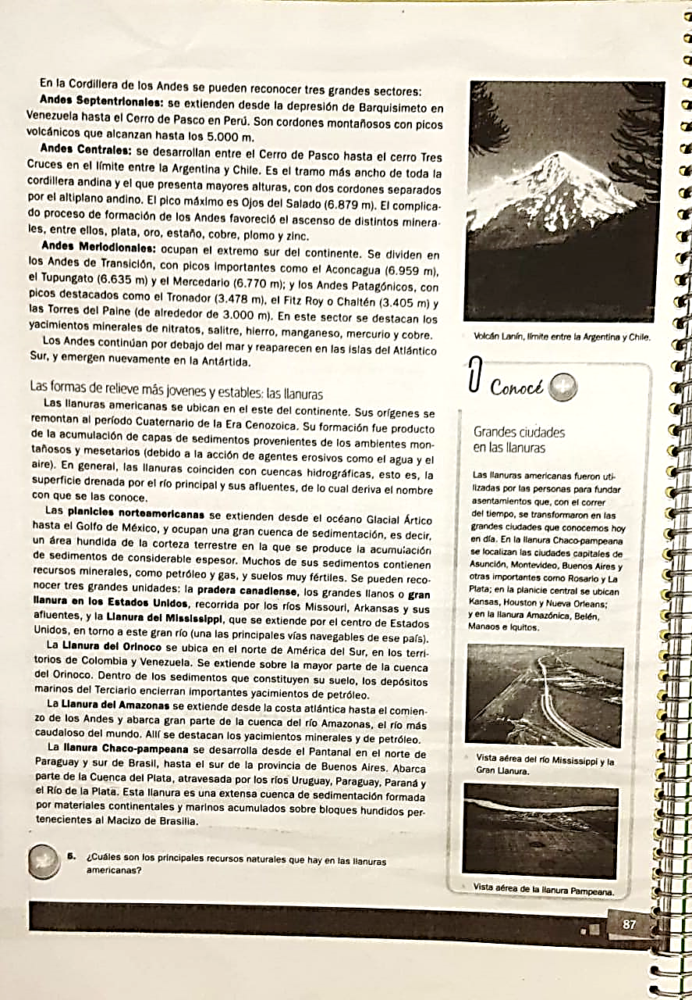 En la Cordillera de los Andes se pueden reconocer tres grandes sectores:
Andes Septentrionales: se extienden desde la depresión de Barquisimeto en
Venezuela hasta el Cerro de Pasco en Perú. Son cordones montañosos con picos
volcánicos que alcanzan hasta los 5.000 m.
Andes Centrales: se desarrollan entre el Cerro de Pasco hasta el cerro Tres
Cruces en el límite entre la Argentina y Chile. Es el tramo más ancho de toda la
cordillera andina y el que presenta mayores alturas, con dos cordones separados
por el altiplano andino. El pico máximo es Ojos del Salado (6.879 m). El complica-
do proceso de formación de los Andes favoreció el ascenso de distintos minera-
les, entre ellos, plata, oro, estaño, cobre, plomo y zinc.
Andes Meriodionales: ocupan el extremo sur del continente. Se dividen en
los Andes de Transición, con picos importantes como el Aconcagua (6.959 m),
el Tupungato (6.635 m) y el Mercedario (6.770 m); y los Andes Patagónicos, con
picos destacados como el Tronador (3.478 m), el Fitz Roy o Chaltén (3.405 m) y
las Torres del Paine (de alrededor de 3.000 m). En este sector se destacan los
yacimientos minerales de nitratos, salitre, hierro, manganeso, mercurio y cobre.
Los Andes continúan por debajo del mar y reaparecen en las islas del Atlántico
Sur, y emergen nuevamente en la Antártida.
Las formas de relieve más jovenes y estables: las llanuras
Las llanuras americanas se ubican en el este del continente. Sus orígenes se
remontan al período Cuaternario de la Era Cenozoica. Su formación fue producto
de la acumulación de capas de sedimentos provenientes de los ambientes mon-
tañosos y mesetarios (debido a la acción de agentes erosivos como el agua y el
aire). En general, las llanuras coinciden con cuencas hidrográficas, esto es, la
superficie drenada por el río principal y sus afluentes, de lo cual deriva el nombre
con que se las conoce.
Las planicies norteamericanas se extienden desde el océano Glacial Ártico
hasta el Golfo de México, y ocupan una gran cuenca de sedimentación, es decir,
un área hundida de la corteza terrestre en la que se produce la acumulación
de sedimentos de considerable espesor. Muchos de sus sedimentos contienen
recursos minerales, como petróleo y gas, y suelos muy fértiles. Se pueden reco-
nocer tres grandes unidades: la pradera canadiense, los grandes llanos o gran
llanura en los Estados Unidos, recorrida por los ríos Missouri, Arkansas y sus
afluentes, y la Llanura del Mississippi, que se extiende por el centro de Estados
Unidos, en torno a este gran río (una las principales vías navegables de ese país).
La Llanura del Orinoco se ubica en el norte de América del Sur, en los terri-
torios de Colombia y Venezuela. Se extiende sobre la mayor parte de la cuenca
del Orinoco. Dentro de los sedimentos que constituyen su suelo, los depósitos
marinos del Terciario encierran importantes yacimientos de petróleo.
La Llanura del Amazonas se extiende desde la costa atlántica hasta el comien-
zo de los Andes y abarca gran parte de la cuenca del río Amazonas, el río más
caudaloso del mundo. Allí se destacan los yacimientos minerales y de petróleo.
La llanura Chaco-pampeana se desarrolla desde el Pantanal en el norte de
Paraguay y sur de Brasil, hasta el sur de la provincia de Buenos Aires. Abarca
parte de la Cuenca del Plata, atravesada por los ríos Uruguay, Paraguay, Paraná y
el Río de la Plata. Esta llanura es una extensa cuenca de sedimentación formada
por materiales continentales y marinos acumulados sobre bloques hundidos per-
tenecientes al Macizo de Brasilia.
6. ¿Cuáles son los principales recursos naturales que hay en las llanuras
americanas?
Volcán Lanín, límite entre la Argentina y Chile.
Conocé +
Grandes ciudades
en las llanuras
Las llanuras americanas fueron uti-
lizadas por las personas para fundar
asentamientos que, con el correr
del tiempo, se transformaron en las
grandes ciudades que conocemos hoy
en día. En la llanura Chaco-pampeana
se localizan las ciudades capitales de
Asunción, Montevideo, Buenos Aires y
otras importantes como Rosario y La
Plata; en la planicie central se ubican
Kansas, Houston y Nueva Orleans;
y en la llanura Amazónica, Belén,
Manaos e Iquitos.
Vista aérea del río Mississippi y la
Gran Llanura.
Vista aérea de la llanura Pampeana.
87